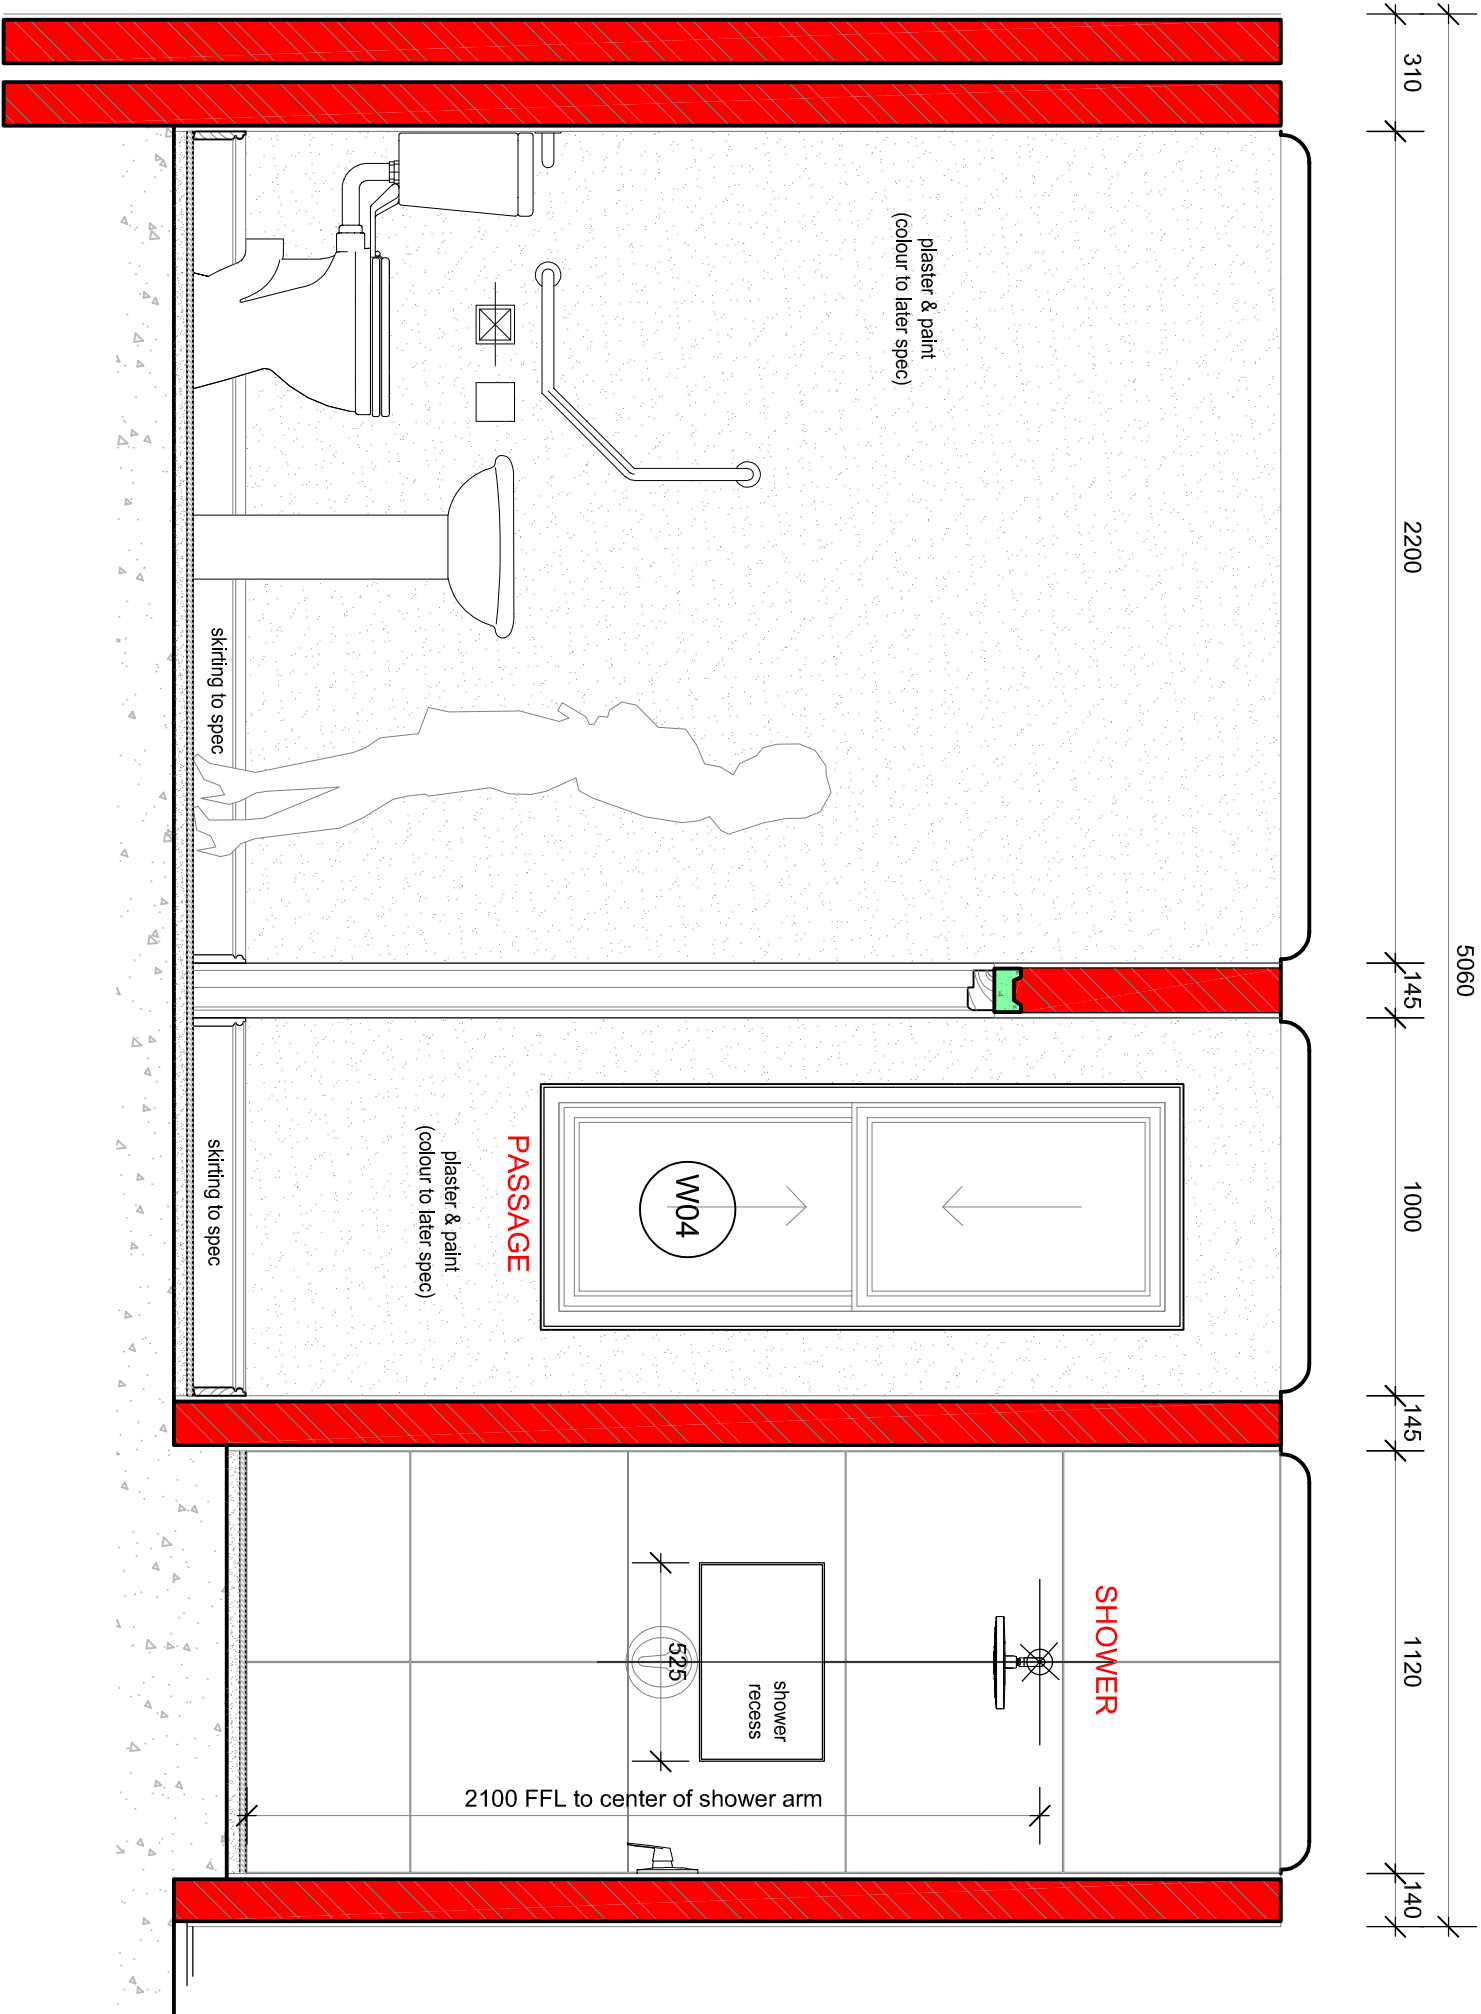 5060
310
2200
145
1000
145
1120
140
plaster & paint
(colour to later spec)
skirting to spec
PASSAGE
W04
plaster & paint
(colour to later spec)
skirting to spec
SHOWER
525
shower
recess
2100 FFL to center of shower arm